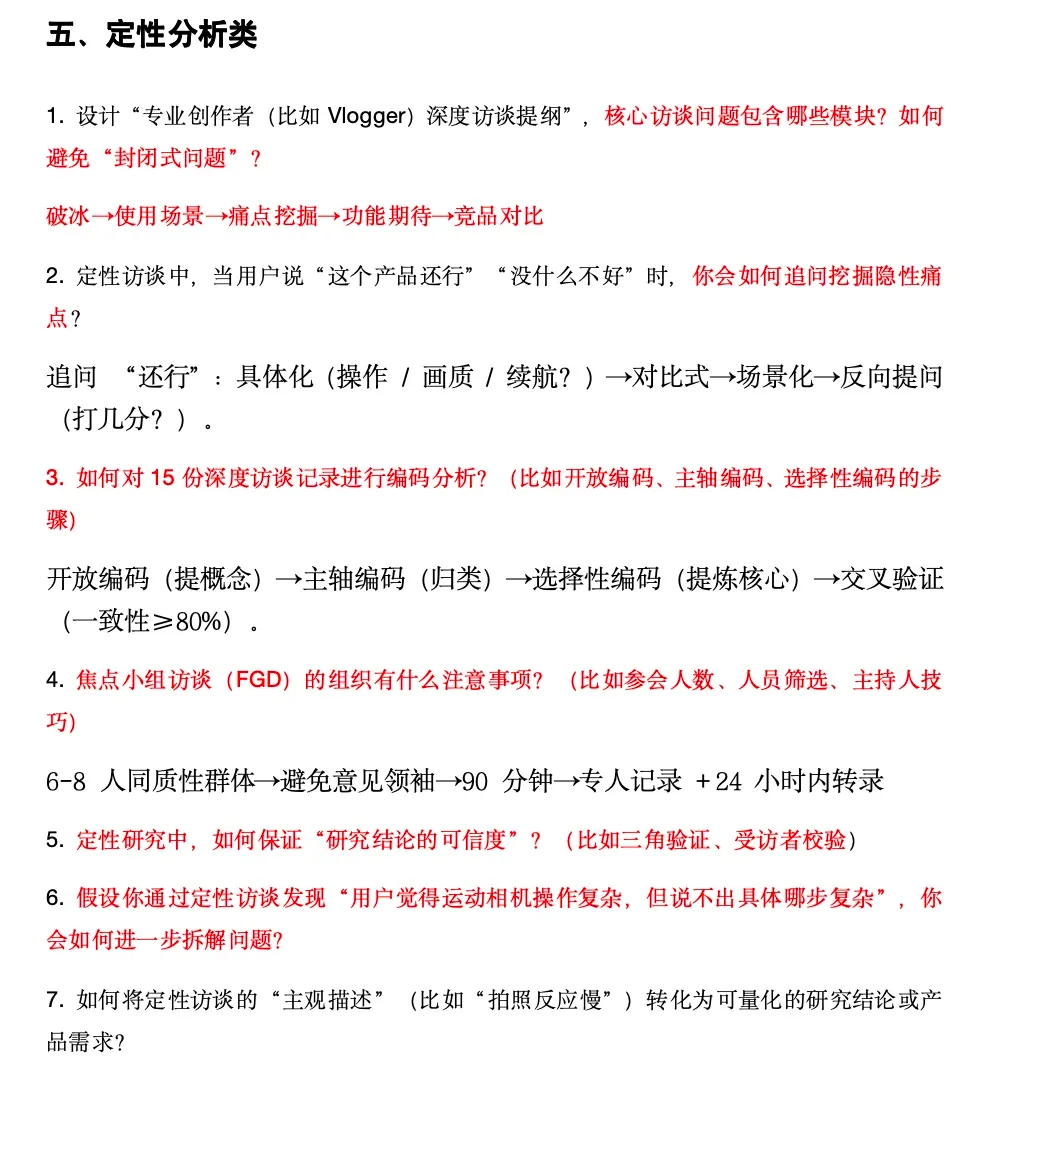 五、定性分析类
1. 设计“专业创作者（比如 Vlogger）深度访谈提纲”，核心访谈问题包含哪些模块？如何
避免“封闭式问题”？
破冰→使用场景→痛点挖掘→功能期待→竞品对比
2. 定性访谈中，当用户说“这个产品还行”“没什么不好”时，你会如何追问挖掘隐性痛
点？
追问 “还行”：具体化（操作 / 画质 / 续航？）→对比式→场景化→反向提问
（打几分？）。
3. 如何对 15 份深度访谈记录进行编码分析？（比如开放编码、主轴编码、选择性编码的步
骤）
开放编码（提概念）→主轴编码（归类）→选择性编码（提炼核心）→交叉验证
（一致性≥80%）。
4. 焦点小组访谈（FGD）的组织有什么注意事项？（比如参会人数、人员筛选、主持人技
巧）
6-8 人同质性群体→避免意见领袖→90 分钟→专人记录 +24 小时内转录
5. 定性研究中，如何保证“研究结论的可信度”？（比如三角验证、受访者校验）
6. 假设你通过定性访谈发现“用户觉得运动相机操作复杂，但说不出具体哪步复杂”，你
会如何进一步拆解问题？
7. 如何将定性访谈的“主观描述”（比如“拍照反应慢”）转化为可量化的研究结论或产
品需求？